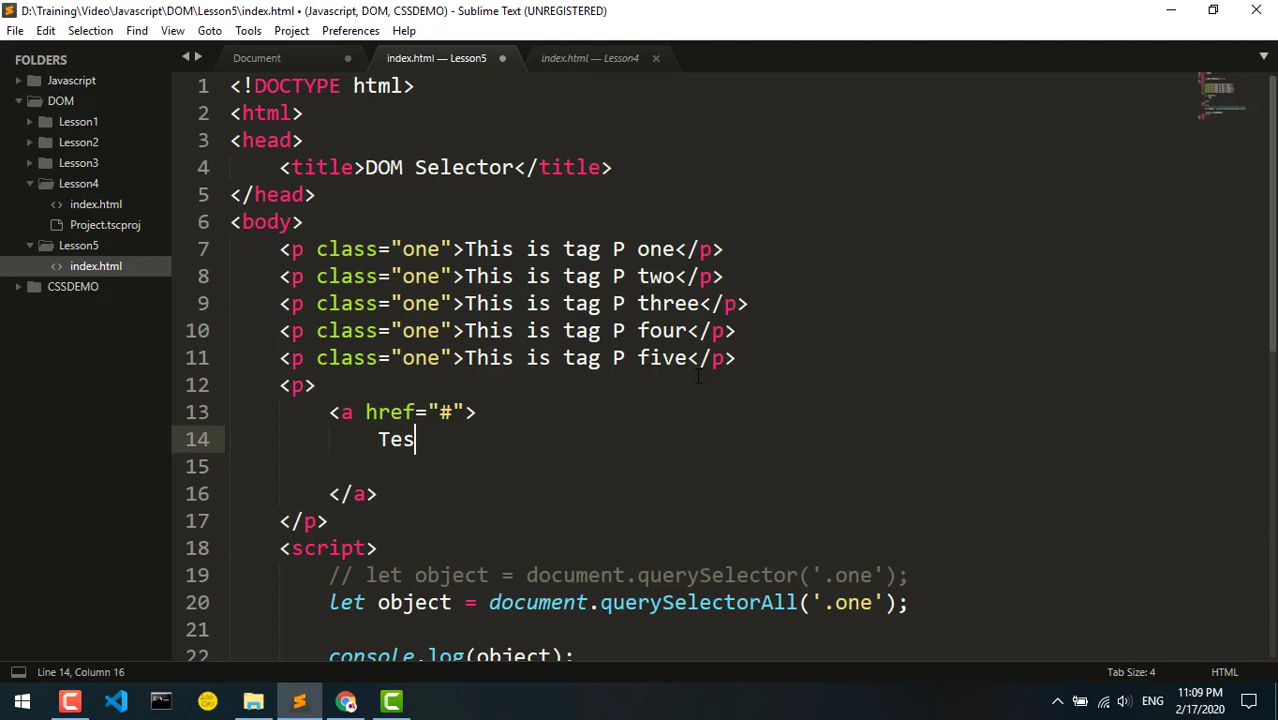 D:\Training\Video\Javascript\DOM\Lesson5\index.html • (Javascript, DOM, CSSDEMO) - Sublime Text (UNREGISTERED)
File Edit Selection Find View Goto Tools Project Preferences Help
FOLDERS
Javascript
DOM
Lesson1
Lesson2
Lesson3
Lesson4
index.html
Project.tscproj
Lesson5
index.html
CSSDEMO
Document index.html — Lesson5 index.html — Lesson4
1 <!DOCTYPE html>
2 <html>
3 <head>
4 <title>DOM Selector</title>
5 </head>
6 <body>
7 <p class="one">This is tag P one</p>
8 <p class="one">This is tag P two</p>
9 <p class="one">This is tag P three</p>
10 <p class="one">This is tag P four</p>
11 <p class="one">This is tag P five</p>
12 <p>
13 <a href="#">
14 Tes
15
16 </a>
17 </p>
18 <script>
19 // let object = document.querySelector('.one');
20 let object = document.querySelectorAll('.one');
21
22 console.log(object);
Line 14, Column 16 Tab Size: 4 HTML
ENG 11:09 PM
2/17/2020